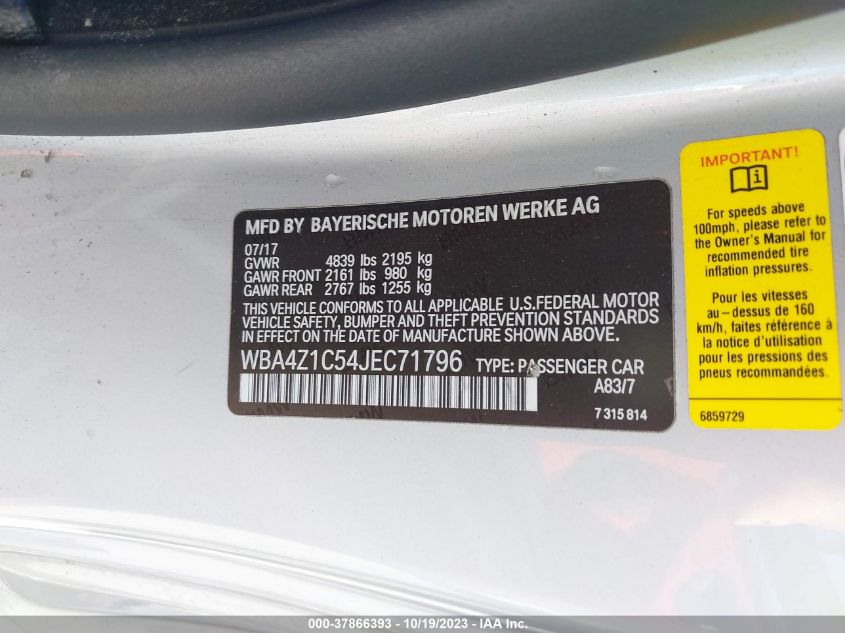 MFD BY BAYERISCHE MOTOREN WERKE AG
07/17
GVWR 4839 lbs 2195 kg
GAWR FRONT 2161 lbs 980 kg
GAWR REAR 2767 lbs 1255 kg
THIS VEHICLE CONFORMS TO ALL APPLICABLE U.S.FEDERAL MOTOR
VEHICLE SAFETY, BUMPER AND THEFT PREVENTION STANDARDS
IN EFFECT ON THE DATE OF MANUFACTURE SHOWN ABOVE.
WBA4Z1C54JEC71796 TYPE: PASSENGER CAR
A83/7
7 315 814
IMPORTANT!
For speeds above
100mph, please refer to
the Owner's Manual for
recommended tire
inflation pressures.
Pour les vitesses
au-dessus de 160
km/h, faites référence à
la notice d'utilisation
pour les pressions de
gonflage recommandées.
6859729
000-37866393 - 10/19/2023 - IAA Inc.